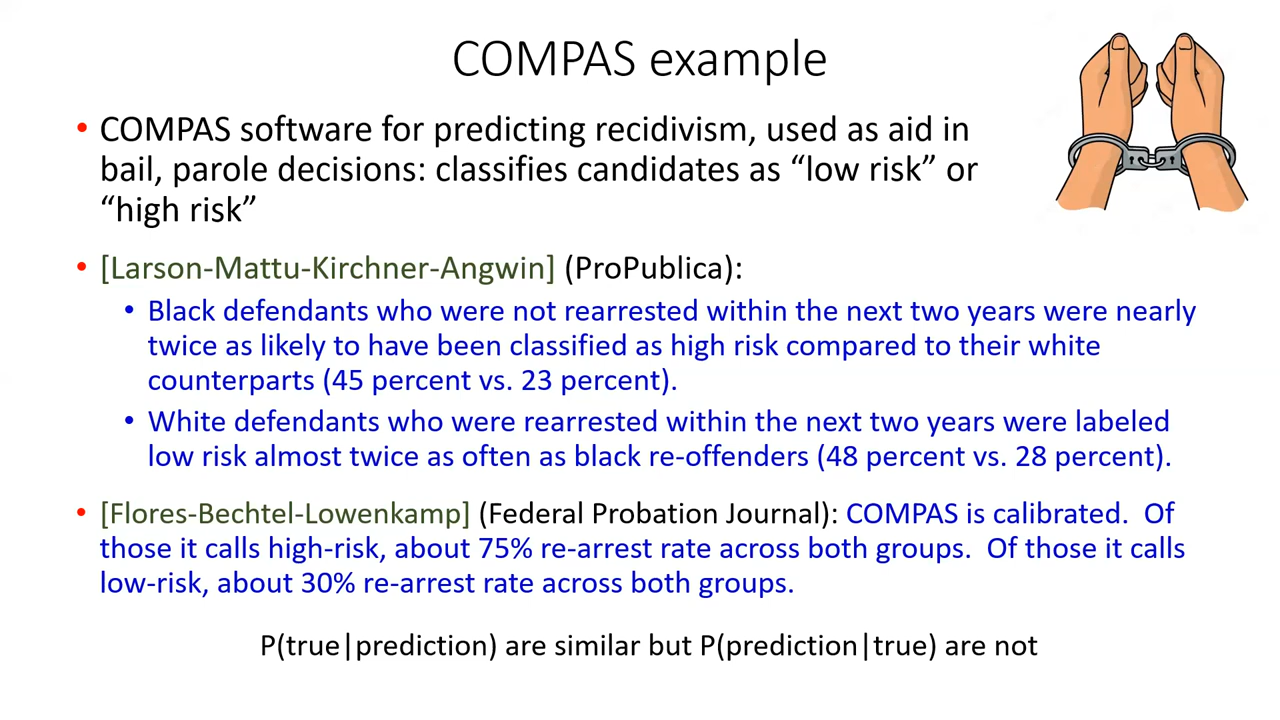 COMPAS example
• COMPAS software for predicting recidivism, used as aid in
bail, parole decisions: classifies candidates as “low risk” or
“high risk”
• [Larson-Mattu-Kirchner-Angwin] (ProPublica):
• Black defendants who were not rearrested within the next two years were nearly
twice as likely to have been classified as high risk compared to their white
counterparts (45 percent vs. 23 percent).
• White defendants who were rearrested within the next two years were labeled
low risk almost twice as often as black re-offenders (48 percent vs. 28 percent).
• [Flores-Bechtel-Lowenkamp] (Federal Probation Journal): COMPAS is calibrated.  Of
those it calls high-risk, about 75% re-arrest rate across both groups.  Of those it calls
low-risk, about 30% re-arrest rate across both groups.
P(true|prediction) are similar but P(prediction|true) are not